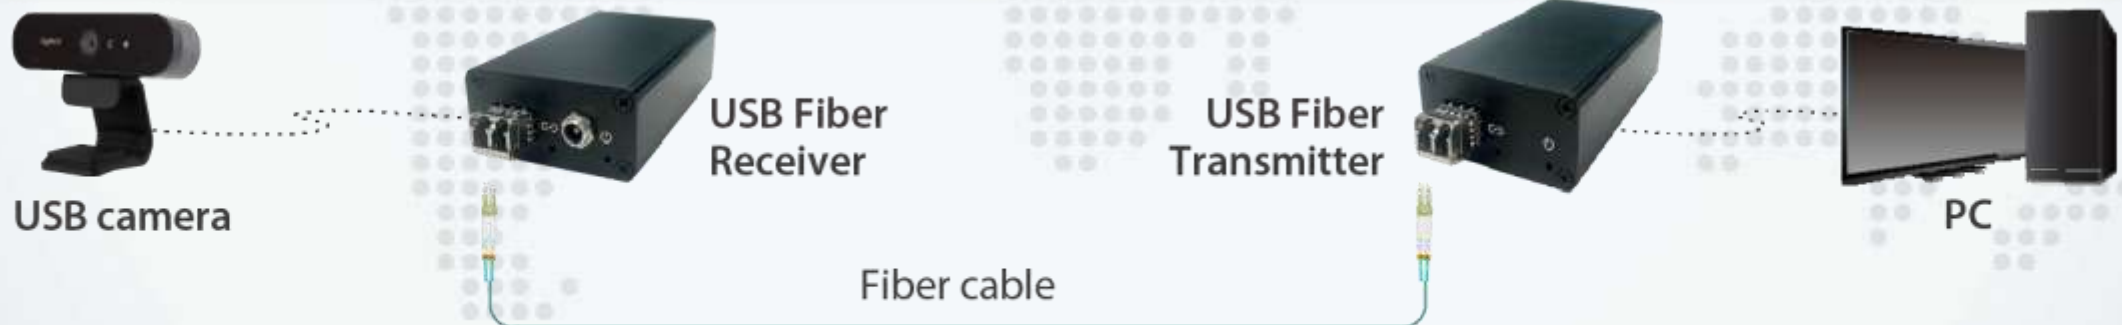 USB camera
USB Fiber
Receiver
Fiber cable
USB Fiber
Transmitter
PC